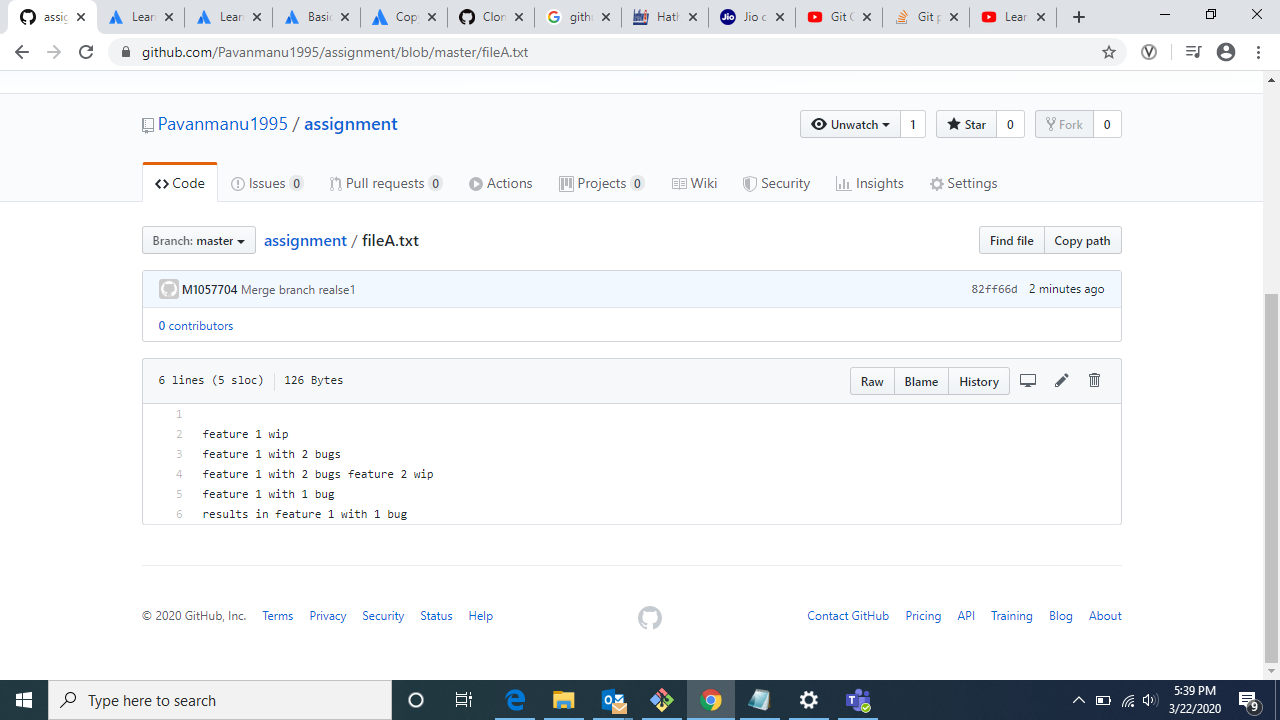 assig
Learn
Learn
Basic
Cop
Clon
gith
Hath
Jio c
Git
Git p
Lear
github.com/Pavanmanu1995/assignment/blob/master/fileA.txt
Pavanmanu1995 / assignment
Unwatch 1
Star 0
Fork 0
Code
Issues 0
Pull requests 0
Actions
Projects 0
Wiki
Security
Insights
Settings
Branch: master
assignment / fileA.txt
Find file
Copy path
M1057704 Merge branch realse1
82ff66d 2 minutes ago
0 contributors
6 lines (5 sloc) 126 Bytes
Raw
Blame
History
1
2 feature 1 wip
3 feature 1 with 2 bugs
4 feature 1 with 2 bugs feature 2 wip
5 feature 1 with 1 bug
6 results in feature 1 with 1 bug
© 2020 GitHub, Inc. Terms Privacy Security Status Help
Contact GitHub Pricing API Training Blog About
Type here to search
5:39 PM
3/22/2020
9